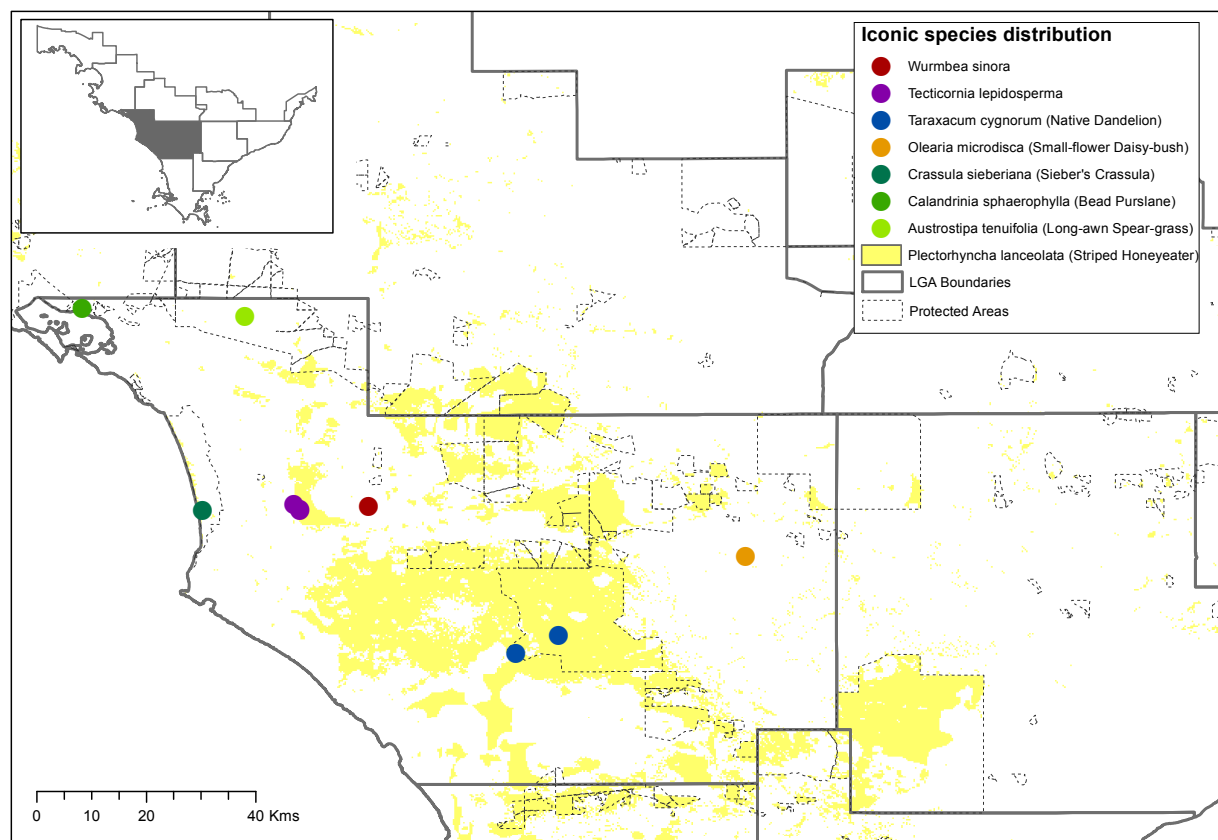 Iconic species distribution
Wurmbea sinora
Tecticornia lepidosperma
Taraxacum cygnorum (Native Dandelion)
Olearia microdisca (Small-flower Daisy-bush)
Crassula sieberiana (Sieber's Crassula)
Calandrinia sphaerophylla (Bead Purslane)
Austrostipa tenuifolia (Long-awn Spear-grass)
Plectorhyncha lanceolata (Striped Honeyeater)
LGA Boundaries
Protected Areas
0 10 20 40 Kms